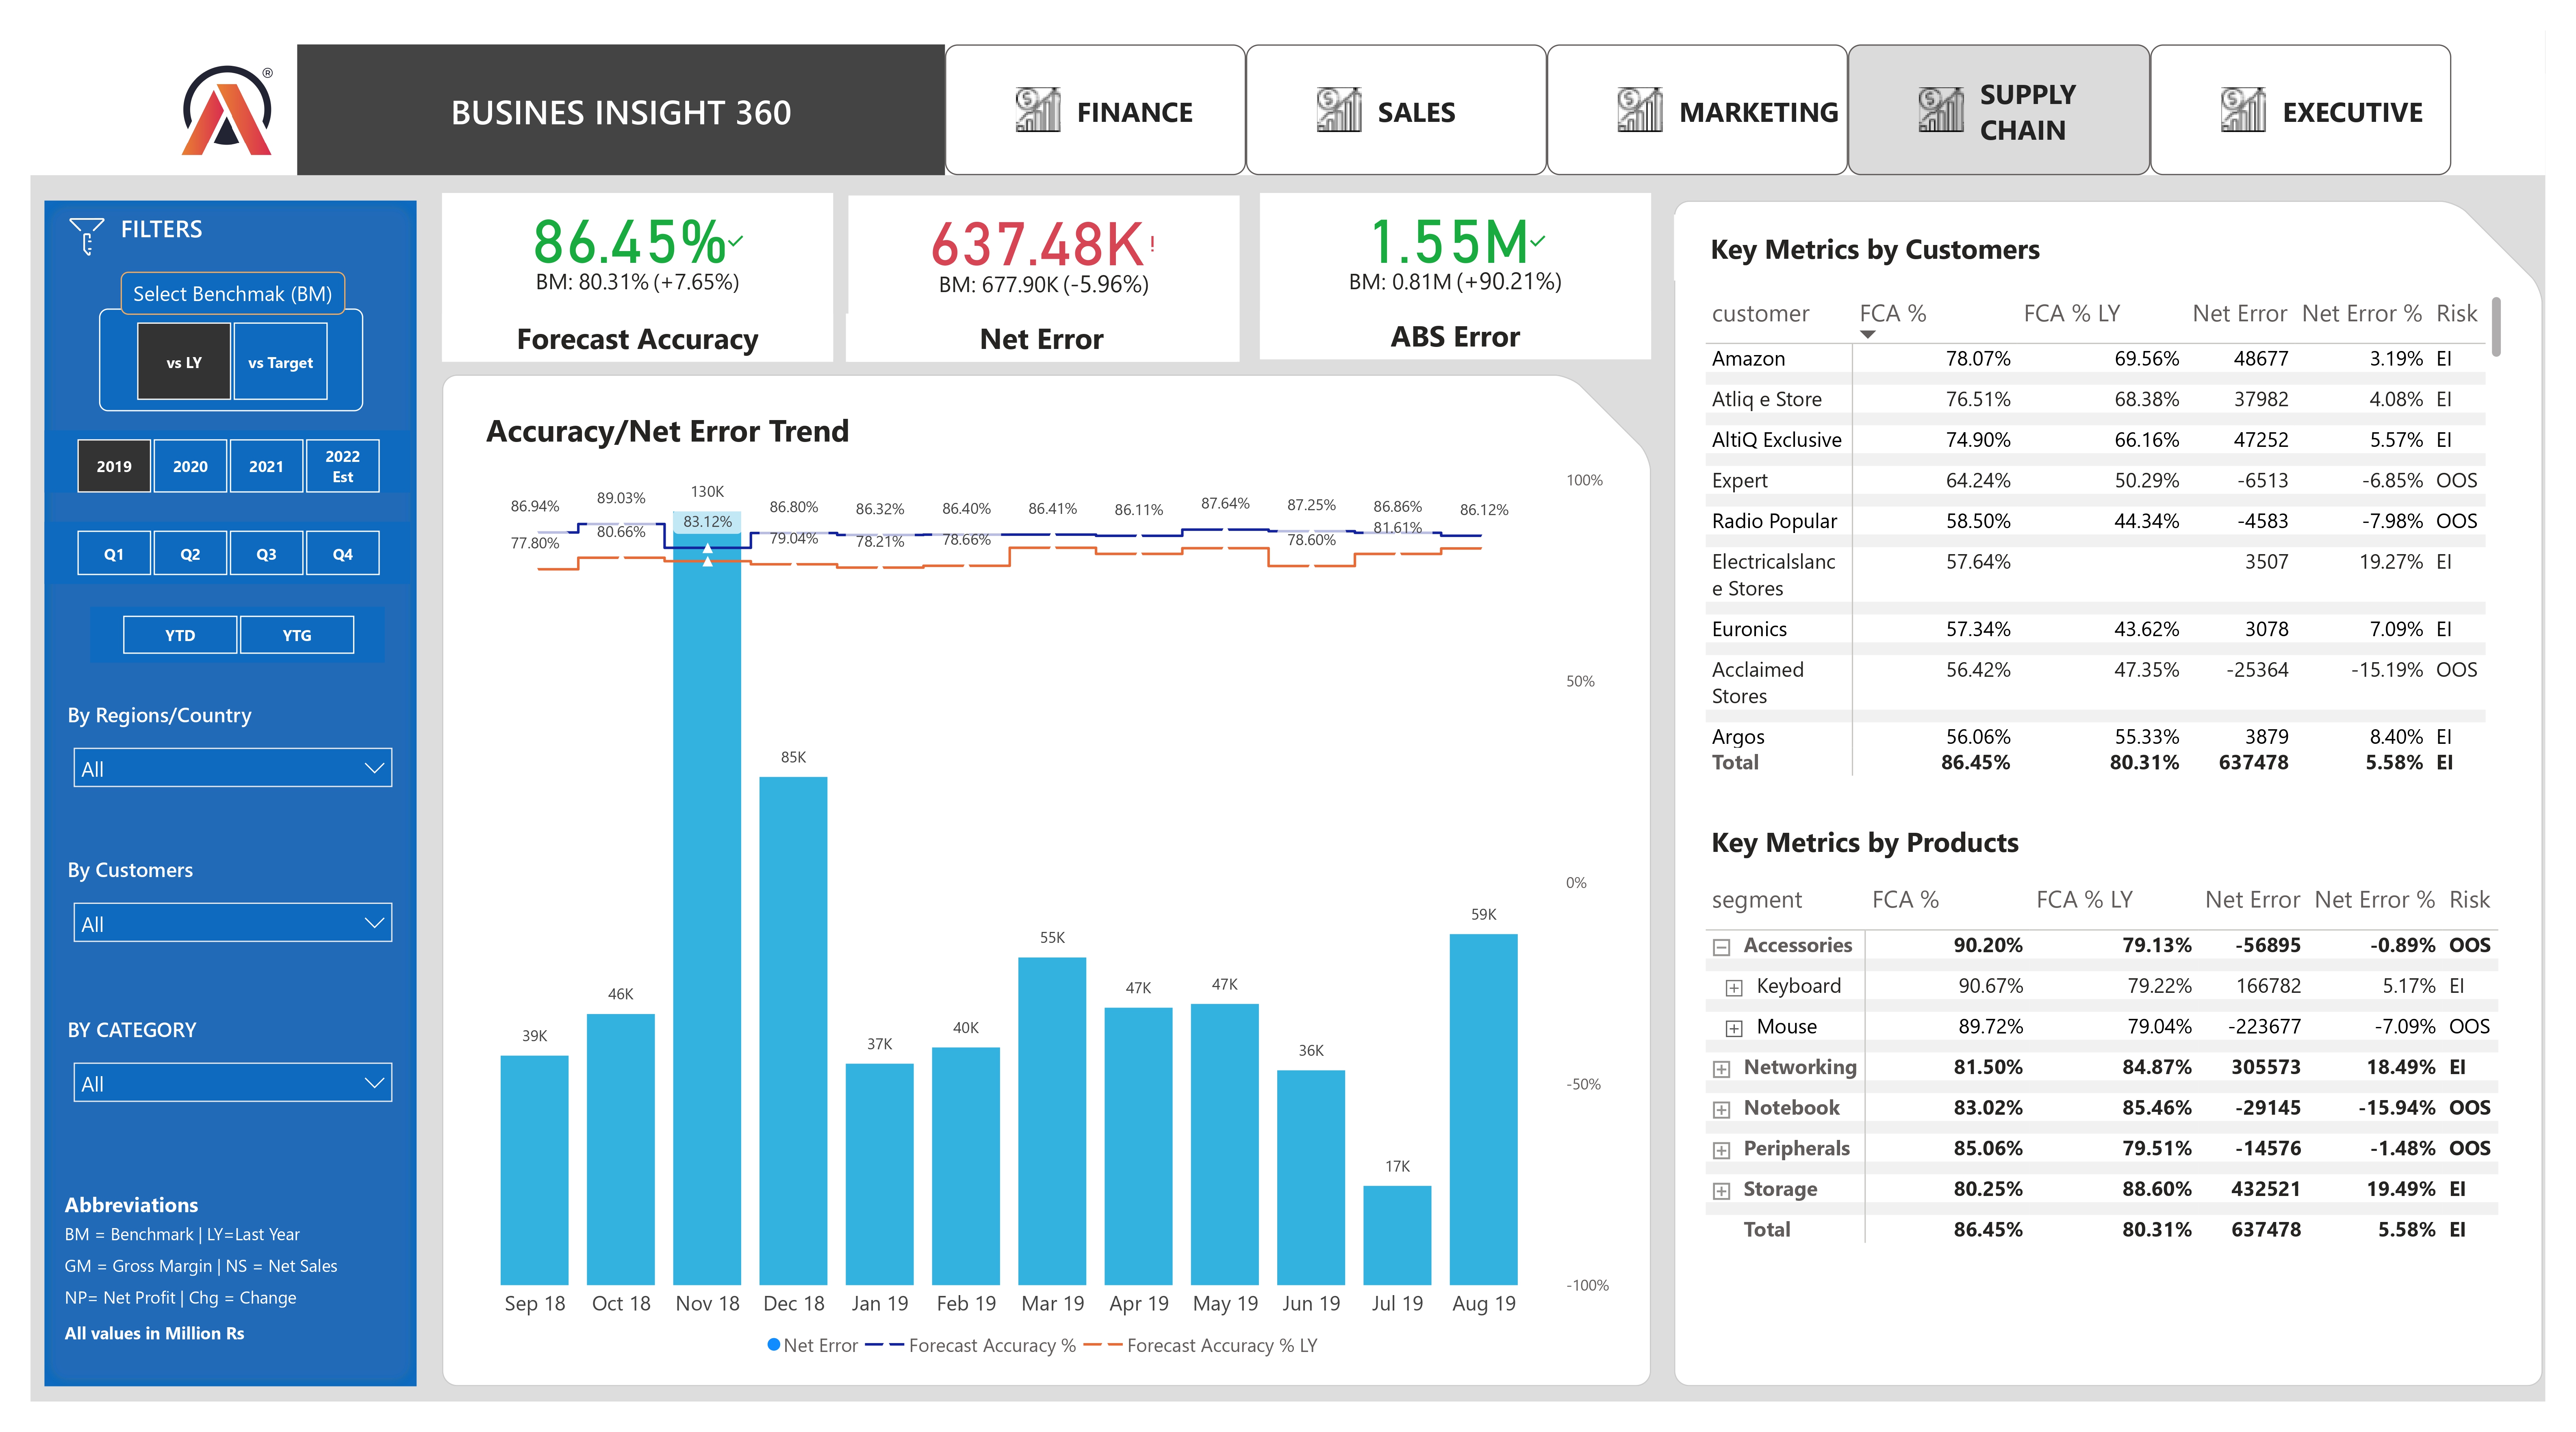 ®
BUSINES INSIGHT 360
FINANCE
SALES
MARKETING
SUPPLY
CHAIN
EXECUTIVE
FILTERS
Select Benchmak (BM)
vs LY
vs Target
2019
2020
2021
2022
Est
Q1
Q2
Q3
Q4
YTD
YTG
By Regions/Country
All
By Customers
All
BY CATEGORY
All
Abbreviations
BM = Benchmark | LY=Last Year
GM = Gross Margin | NS = Net Sales
NP= Net Profit | Chg = Change
All values in Million Rs
86.45%
BM: 80.31% (+7.65%)
Forecast Accuracy
637.48K!
BM: 677.90K (-5.96%)
Net Error
1.55M
BM: 0.81M (+90.21%)
ABS Error
Accuracy/Net Error Trend
100%
50%
0%
-50%
-100%
86.94% 89.03% 83.12% 86.80% 86.32% 86.40% 86.41% 86.11% 87.64% 87.25% 86.86% 86.12%
77.80% 80.66% 79.04% 78.21% 78.66% 78.60% 81.61%
39K 46K 130K 85K 37K 40K 55K 47K 47K 36K 17K 59K
Sep 18 Oct 18 Nov 18 Dec 18 Jan 19 Feb 19 Mar 19 Apr 19 May 19 Jun 19 Jul 19 Aug 19
Net Error Forecast Accuracy % Forecast Accuracy % LY
Key Metrics by Customers
customer FCA % FCA % LY Net Error Net Error % Risk
Amazon 78.07% 69.56% 48677 3.19% EI
Atliq e Store 76.51% 68.38% 37982 4.08% EI
AltiQ Exclusive 74.90% 66.16% 47252 5.57% EI
Expert 64.24% 50.29% -6513 -6.85% OOS
Radio Popular 58.50% 44.34% -4583 -7.98% OOS
Electricalslanc 57.64% 3507 19.27% EI
e Stores
Euronics 57.34% 43.62% 3078 7.09% EI
Acclaimed 56.42% 47.35% -25364 -15.19% OOS
Stores
Argos 56.06% 55.33% 3879 8.40% EI
Total 86.45% 80.31% 637478 5.58% EI
Key Metrics by Products
segment FCA % FCA % LY Net Error Net Error % Risk
Accessories 90.20% 79.13% -56895 -0.89% OOS
Keyboard 90.67% 79.22% 166782 5.17% EI
Mouse 89.72% 79.04% -223677 -7.09% OOS
Networking 81.50% 84.87% 305573 18.49% EI
Notebook 83.02% 85.46% -29145 -15.94% OOS
Peripherals 85.06% 79.51% -14576 -1.48% OOS
Storage 80.25% 88.60% 432521 19.49% EI
Total 86.45% 80.31% 637478 5.58% EI